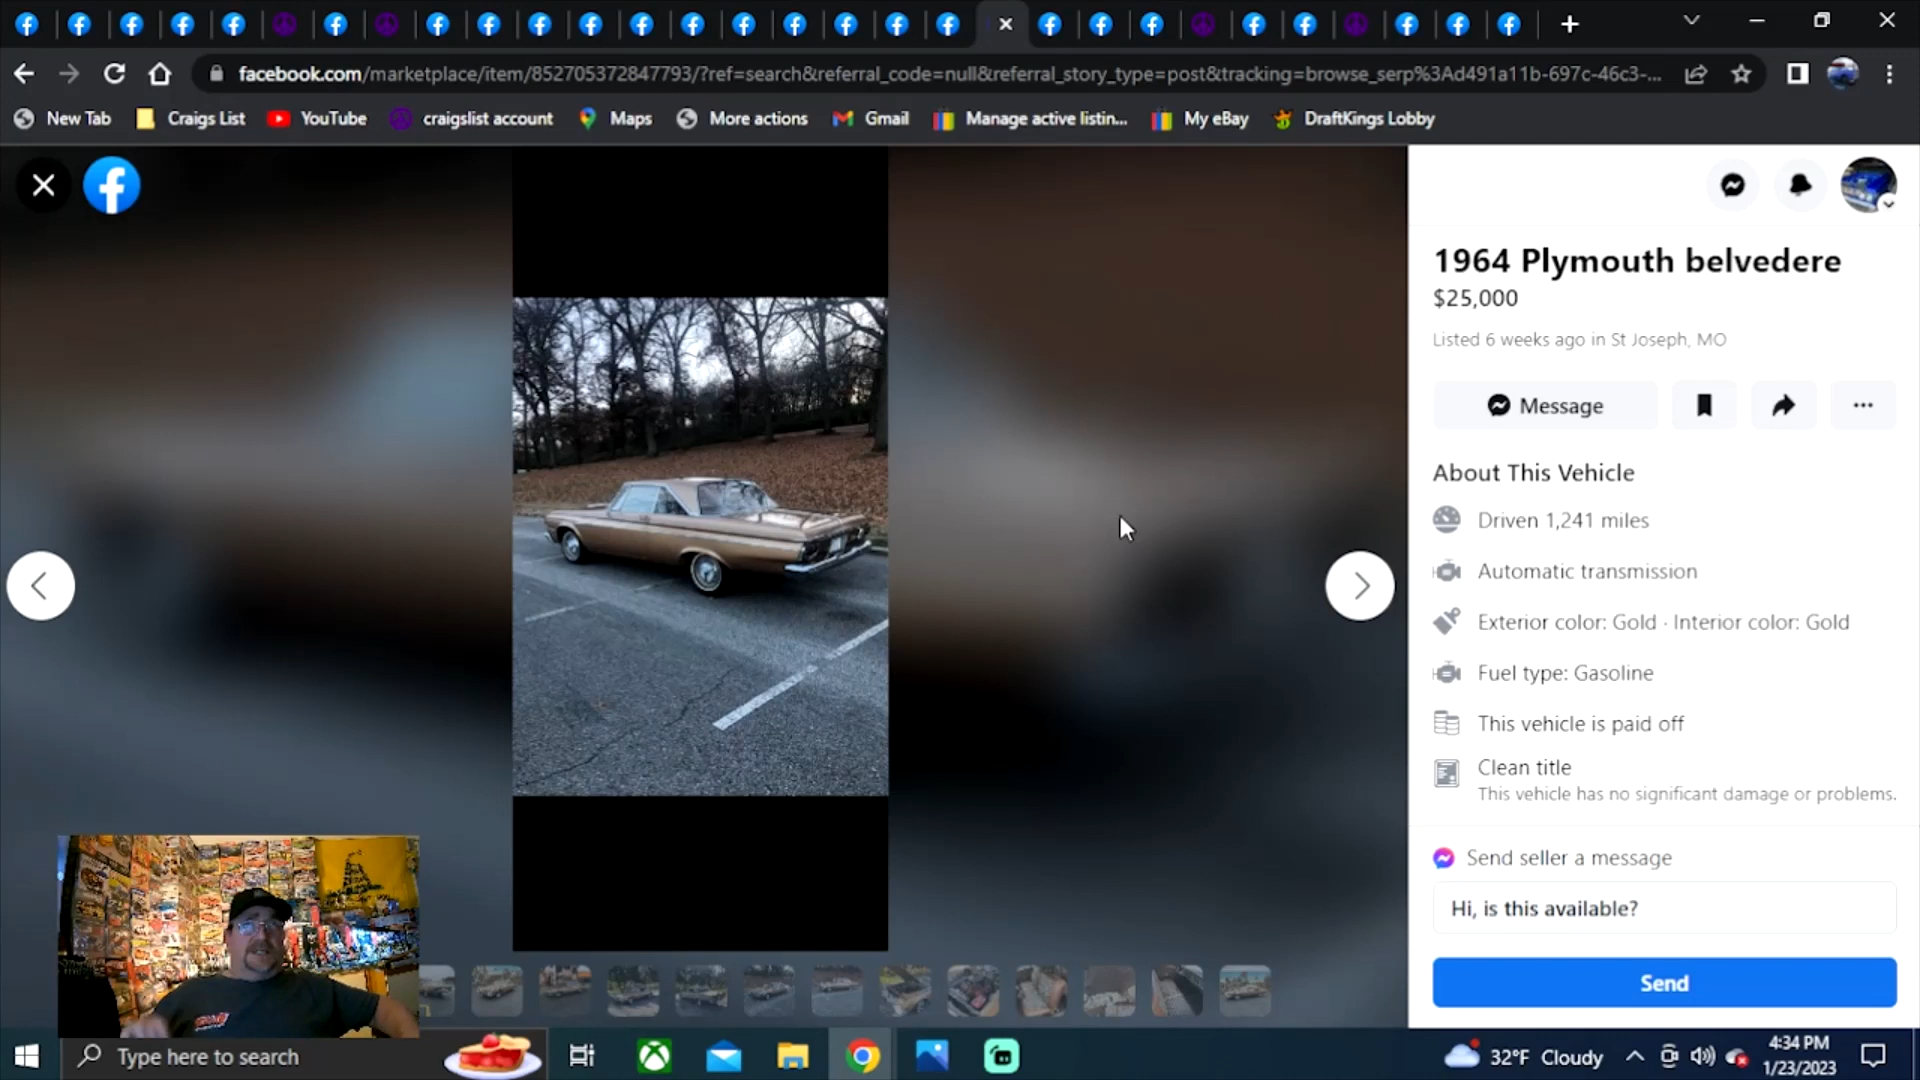 facebook.com/marketplace/item/852705372847793/?ref=search&referral_code=null&referral_story_type=post&tracking=browse_serp%3Ad491a11b-697c-46c3-...
New Tab
Craigs List
YouTube
craigslist account
Maps
More actions
Gmail
Manage active listin...
My eBay
DraftKings Lobby
1964 Plymouth belvedere
$25,000
Listed 6 weeks ago in St Joseph, MO
Message
About This Vehicle
Driven 1,241 miles
Automatic transmission
Exterior color: Gold · Interior color: Gold
Fuel type: Gasoline
This vehicle is paid off
Clean title
This vehicle has no significant damage or problems.
Send seller a message
Hi, is this available?
Send
Type here to search
32°F Cloudy
4:34 PM
1/23/2023